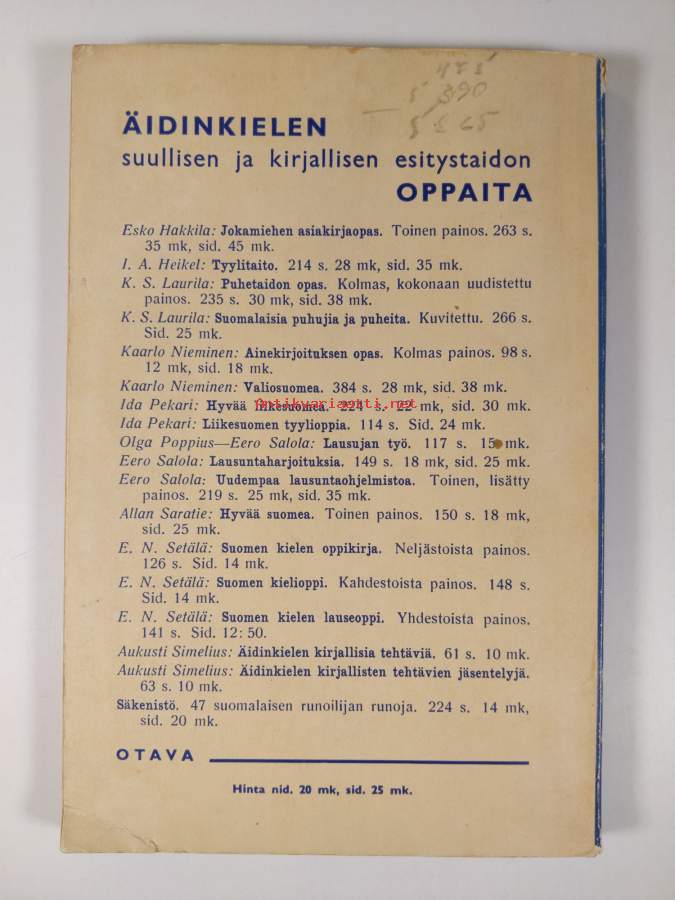 475
390
ÄIDINKIELEN
suullisen ja kirjallisen esitystaidon
OPPAITA
Esko Hakkila: Jokamiehen asiakirjaopas. Toinen painos. 263 s.
35 mk, sid. 45 mk.
I. A. Heikel: Tyylitaito. 214 s. 28 mk, sid. 35 mk.
K. S. Laurila: Puhetaidon opas. Kolmas, kokonaan uudistettu
painos. 235 s. 30 mk, sid. 38 mk.
K. S. Laurila: Suomalaisia puhujia ja puheita. Kuvitettu. 266 s.
Sid. 25 mk.
Kaarlo Nieminen: Ainekirjoituksen opas. Kolmas painos. 98 s.
12 mk, sid. 18 mk.
Kaarlo Nieminen: Valiosuomea. 384 s. 28 mk, sid. 38 mk.
Antikvariaatti.net
Ida Pekari: Hyvää liikesuomea. 224 s. 22 mk, sid. 30 mk.
Ida Pekari: Liikesuomen tyylioppia. 114 s. Sid. 24 mk.
Olga Poppius—Eero Salola: Lausujan työ. 117 s. 15 mk.
Eero Salola: Lausuntaharjoituksia. 149 s. 18 mk, sid. 25 mk.
Eero Salola: Uudempaa lausuntaohjelmistoa. Toinen, lisätty
painos. 219 s. 25 mk, sid. 35 mk.
Allan Saratie: Hyvää suomea. Toinen painos. 150 s. 18 mk,
sid. 25 mk.
E. N. Setälä: Suomen kielen oppikirja. Neljästoista painos.
126 s. Sid. 14 mk.
E. N. Setälä: Suomen kielioppi. Kahdestoista painos. 148 s.
Sid. 14 mk.
E. N. Setälä: Suomen kielen lauseoppi. Yhdestoista painos.
141 s. Sid. 12:50.
Aukusti Simelius: Äidinkielen kirjallisia tehtäviä. 61 s. 10 mk.
Aukusti Simelius: Äidinkielen kirjallisten tehtävien jäsentelyjä.
63 s. 10 mk.
Säkenistö. 47 suomalaisen runoilijan runoja. 224 s. 14 mk,
sid. 20 mk.
OTAVA
Hinta nid. 20 mk, sid. 25 mk.